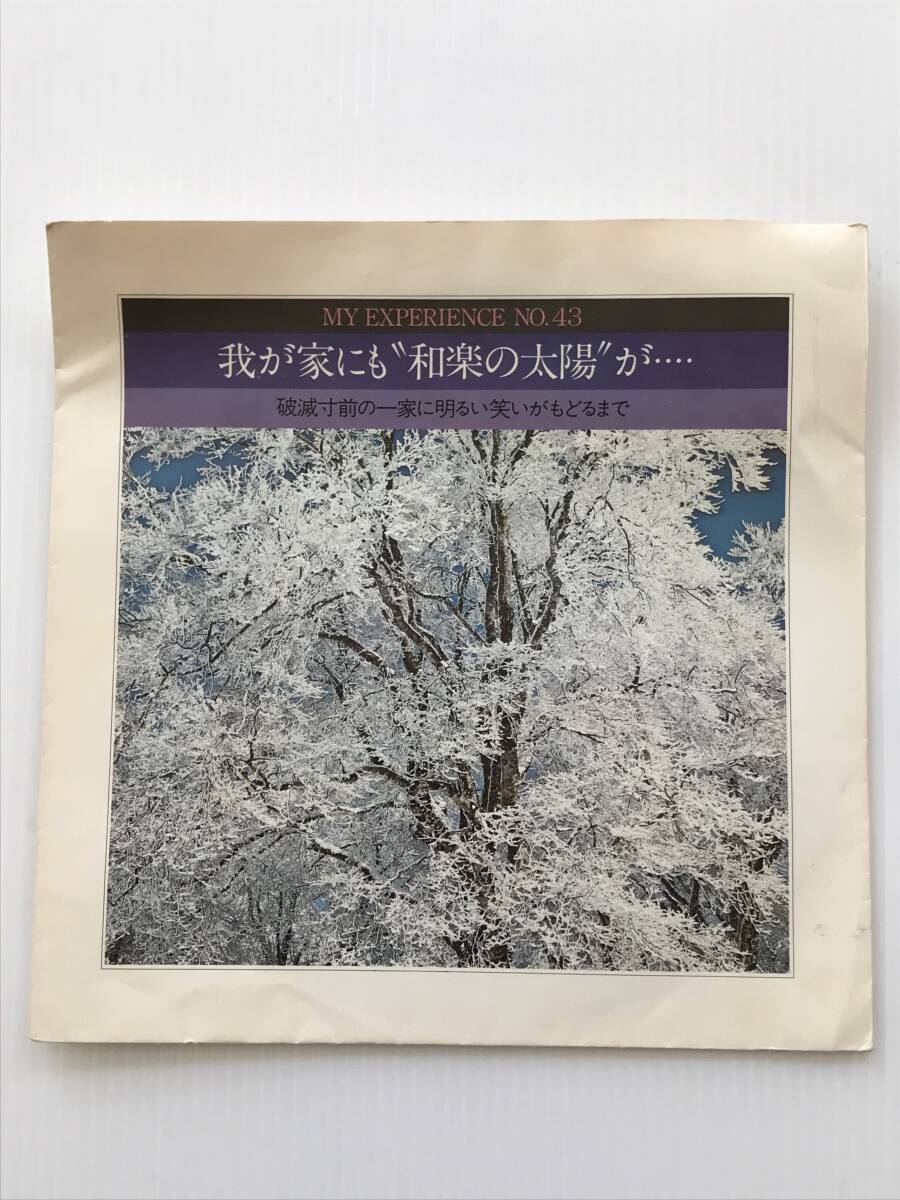 MY EXPERIENCE NO.43
我が家にも〝和楽の太陽〟が‥‥
破滅寸前の一家に明るい笑いがもどるまで